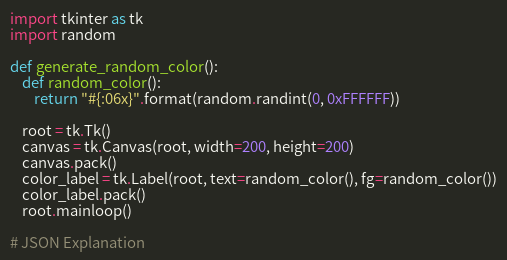 import tkinter as tk
import random

def generate_random_color():
    def random_color():
        return "#{:06x}".format(random.randint(0, 0xFFFFFF))

    root = tk.Tk()
    canvas = tk.Canvas(root, width=200, height=200)
    canvas.pack()
    color_label = tk.Label(root, text=random_color(), fg=random_color())
    color_label.pack()
    root.mainloop()

# JSON Explanation